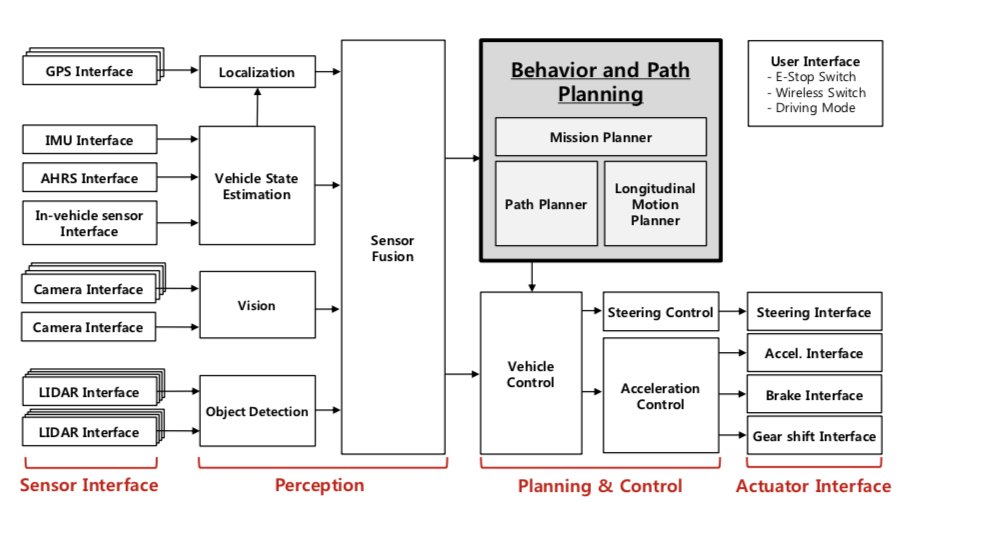 GPS Interface
Localization
IMU Interface
AHRS Interface
In-vehicle sensor
Interface
Vehicle State
Estimation
Camera Interface
Camera Interface
Vision
LIDAR Interface
LIDAR Interface
Object Detection
Sensor
Fusion
Behavior and Path
Planning
Mission Planner
Path Planner
Longitudinal
Motion
Planner
User Interface
- E-Stop Switch
- Wireless Switch
- Driving Mode
Vehicle
Control
Steering Control
Acceleration
Control
Steering Interface
Accel. Interface
Brake Interface
Gear shift Interface
Sensor Interface
Perception
Planning & Control
Actuator Interface